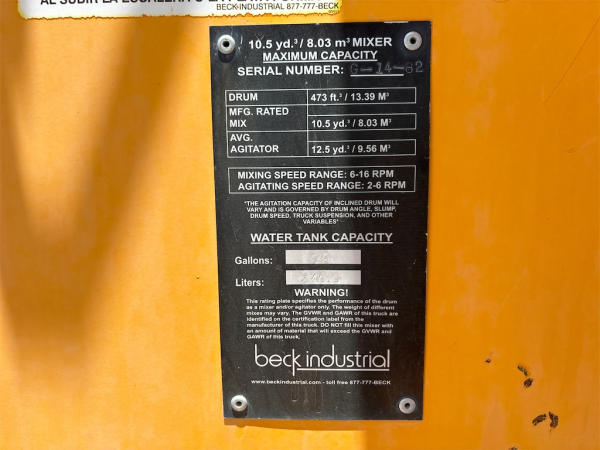 BECK-INDUSTRIAL 877-777-BECK
10.5 yd.³ / 8.03 m³ MIXER
MAXIMUM CAPACITY
SERIAL NUMBER: G-14-82
DRUM 473 ft.³ / 13.39 M³
MFG. RATED
MIX 10.5 yd.³ / 8.03 M³
AVG.
AGITATOR 12.5 yd.³ / 9.56 M³
MIXING SPEED RANGE: 6-16 RPM
AGITATING SPEED RANGE: 2-6 RPM
*THE AGITATION CAPACITY OF INCLINED DRUM WILL
VARY AND IS GOVERNED BY DRUM ANGLE, SLUMP,
DRUM SPEED, TRUCK SUSPENSION, AND OTHER
VARIABLES*
WATER TANK CAPACITY
Gallons:
Liters:
WARNING!
This rating plate specifies the performance of the drum
as a mixer and/or agitator only. The weight of different
mixes may vary. The GVWR and GAWR of this truck are
identified on the certification label from the
manufacturer of this truck. DO NOT fill this mixer with
an amount of material that will exceed the GVWR and
GAWR of this truck.
beck industrial
www.beckindustrial.com - toll free 877-777-BECK